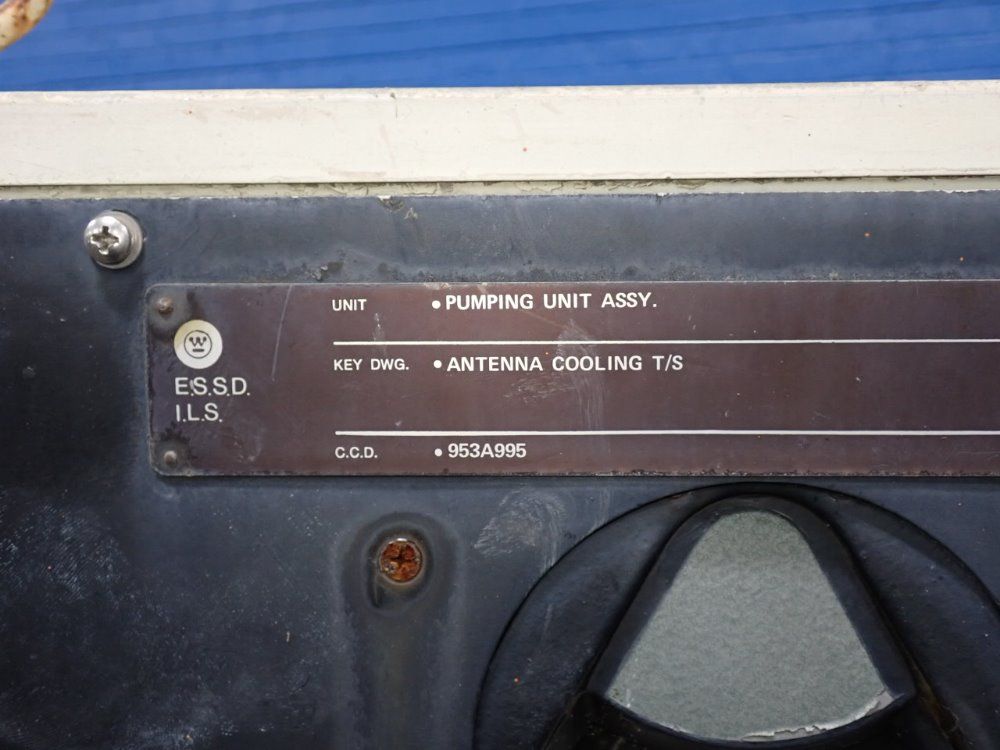 UNIT • PUMPING UNIT ASSY.
KEY DWG. • ANTENNA COOLING T/S
W
E.S.S.D.
I.L.S.
C.C.D. • 953A995